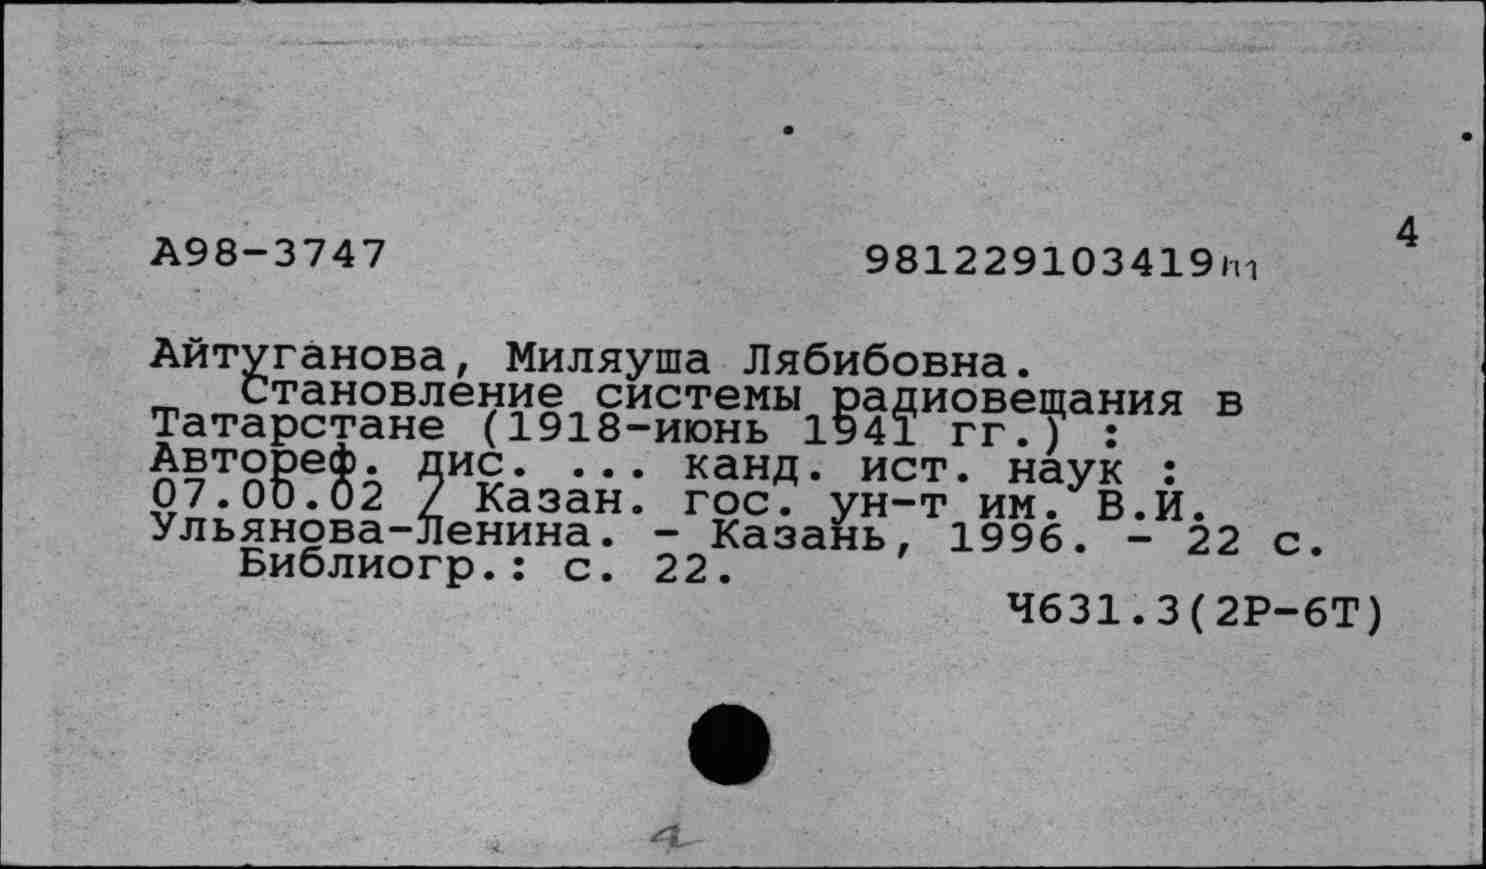 4
А98-3747 981229103419m
Айтуганова, Миляуша Лябибовна.
Становление системы радиовещания в
Татарстане (1918-июнь 1941 гг.) :
Автореф. дис. ... канд. ист. наук :
07.00.02 / Казан. гос. ун-т им. В.И.
Ульянова-Ленина. - Казань, 1996. - 22 с.
Библиогр.: с. 22.
Ч631.3(2Р-6Т)